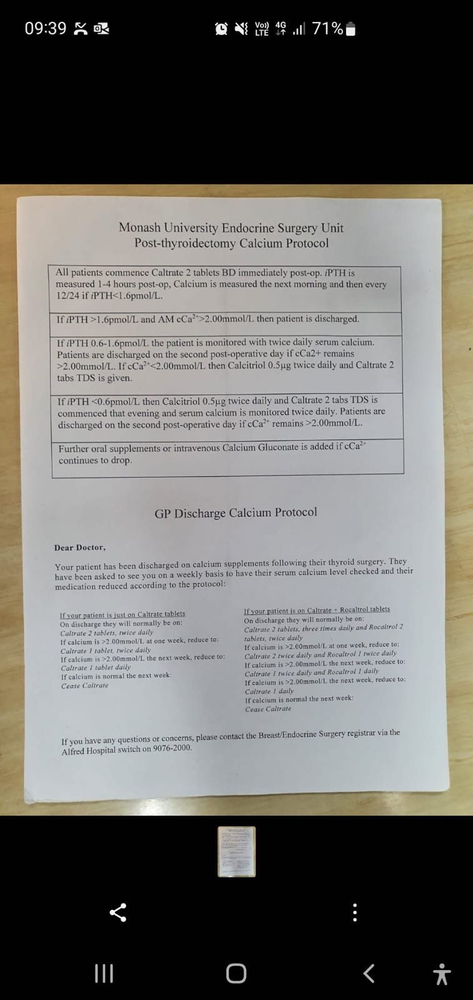 09:39
Vo)) LTE 4G 71%
Monash University Endocrine Surgery Unit
Post-thyroidectomy Calcium Protocol
All patients commence Caltrate 2 tablets BD immediately post-op. iPTH is
measured 1-4 hours post-op, Calcium is measured the next morning and then every
12/24 if iPTH<1.6pmol/L.
If iPTH >1.6pmol/L and AM cCa²⁺>2.00mmol/L then patient is discharged.
If iPTH 0.6-1.6pmol/L the patient is monitored with twice daily serum calcium.
Patients are discharged on the second post-operative day if cCa2+ remains
>2.00mmol/L. If cCa²⁺<2.00mmol/L then Calcitriol 0.5µg twice daily and Caltrate 2
tabs TDS is given.
If iPTH <0.6pmol/L then Calcitriol 0.5µg twice daily and Caltrate 2 tabs TDS is
commenced that evening and serum calcium is monitored twice daily. Patients are
discharged on the second post-operative day if cCa²⁺ remains >2.00mmol/L.
Further oral supplements or intravenous Calcium Gluconate is added if cCa²⁺
continues to drop.
GP Discharge Calcium Protocol
Dear Doctor,
Your patient has been discharged on calcium supplements following their thyroid surgery. They
have been asked to see you on a weekly basis to have their serum calcium level checked and their
medication reduced according to the protocol:
If your patient is just on Caltrate tablets
On discharge they will normally be on:
Caltrate 2 tablets, twice daily
If calcium is >2.00mmol/L at one week, reduce to:
Caltrate 1 tablet, twice daily
If calcium is >2.00mmol/L the next week, reduce to:
Caltrate 1 tablet daily
If calcium is normal the next week:
Cease Caltrate
If your patient is on Caltrate + Rocaltrol tablets
On discharge they will normally be on:
Caltrate 2 tablets, three times daily and Rocaltrol 2
tablets, twice daily
If calcium is >2.00mmol/L at one week, reduce to:
Caltrate 2 twice daily and Rocaltrol 1 twice daily
If calcium is >2.00mmol/L the next week, reduce to:
Caltrate 1 twice daily and Rocaltrol 1 daily
If calcium is >2.00mmol/L the next week, reduce to:
Caltrate 1 daily
If calcium is normal the next week:
Cease Caltrate
If you have any questions or concerns, please contact the Breast/Endocrine Surgery registrar via the
Alfred Hospital switch on 9076-2000.